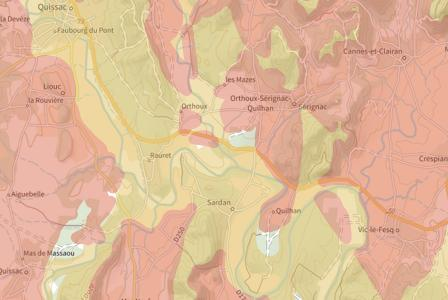 Quissac
la Devèze
Faubourg du Pont
Cannes-et-Clairan
les Mazes
Liouc
la Rouvière
Orthoux
Orthoux-Sérignac-
Quilhan
Sérignac
Rouret
Crespian
Aiguebelle
Sardan
Quilhan
Vic-le-Fesq
D250
Mas de Massaou
Quissac